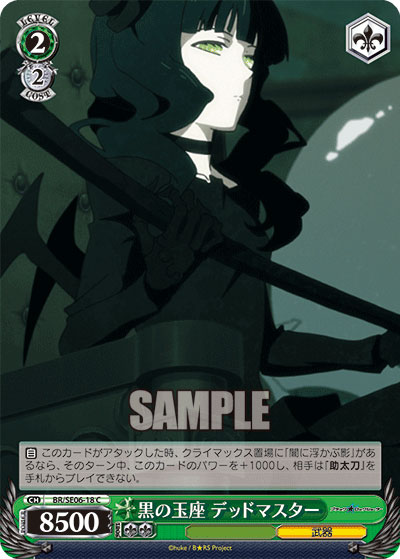 LEVEL
2
2
COST
SAMPLE
自 このカードがアタックした時、クライマックス置場に「闇に浮かぶ影」があ
るなら、そのターン中、このカードのパワーを+1000し、相手は『助太刀』を
手札からプレイできない。
CH BR/SE06-18 C
8500
黒の玉座 デッドマスター
武器
©huke / B★RS Project